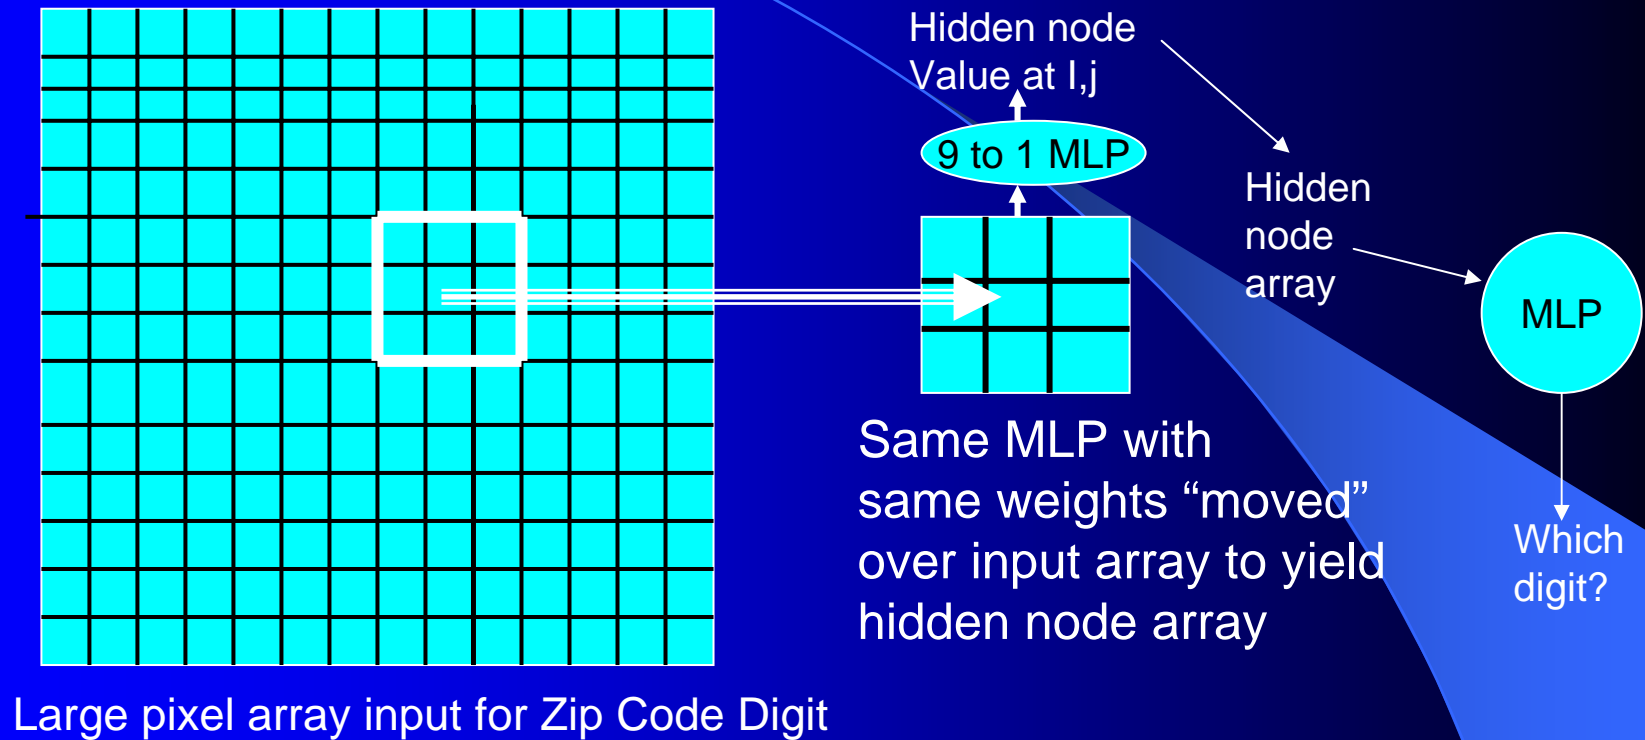 Hidden node
Value at I,j
9 to 1 MLP
Hidden
node
array
MLP
Same MLP with
same weights “moved”
over input array to yield
hidden node array
Which
digit?
Large pixel array input for Zip Code Digit